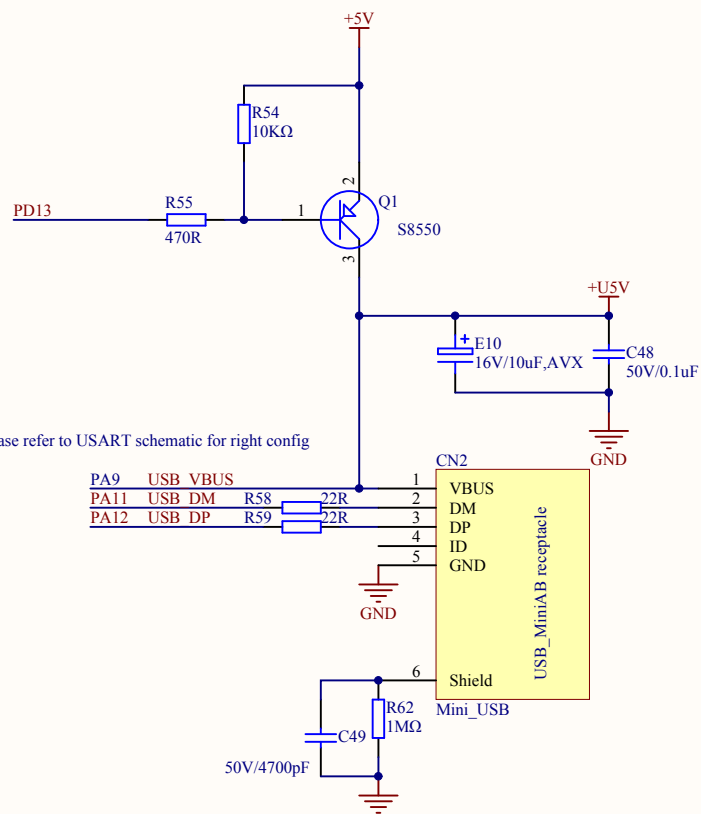 +5V
R54
10KΩ
2
PD13
R55
470R
1
Q1
S8550
3
+U5V
E10
16V/10uF,AVX
C48
50V/0.1uF
GND
ase refer to USART schematic for right config
CN2
PA9 USB_VBUS 1 VBUS
PA11 USB_DM R58 22R 2 DM
PA12 USB_DP R59 22R 3 DP
4 ID
5 GND
GND
USB_MiniAB receptacle
6 Shield
Mini_USB
R62
1MΩ
C49
50V/4700pF